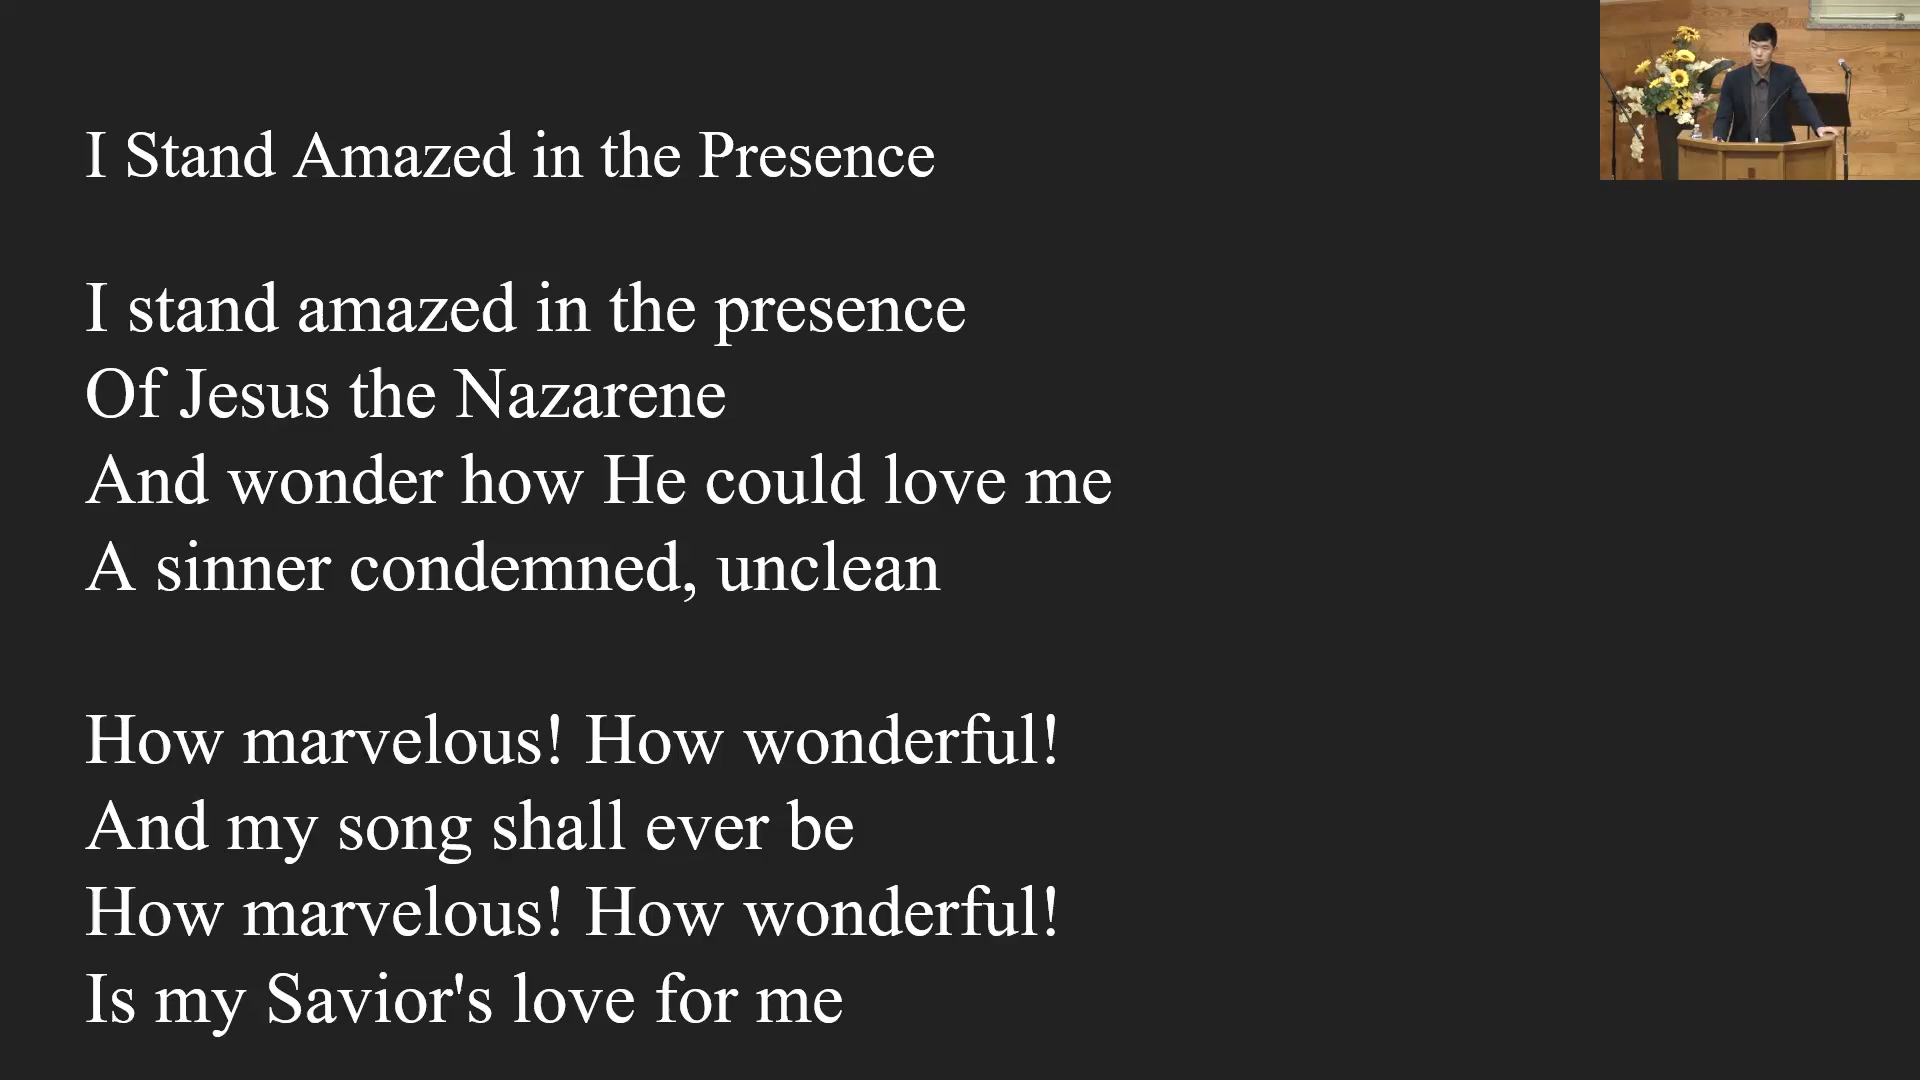 I Stand Amazed in the Presence
I stand amazed in the presence
Of Jesus the Nazarene
And wonder how He could love me
A sinner condemned, unclean
How marvelous! How wonderful!
And my song shall ever be
How marvelous! How wonderful!
Is my Savior's love for me